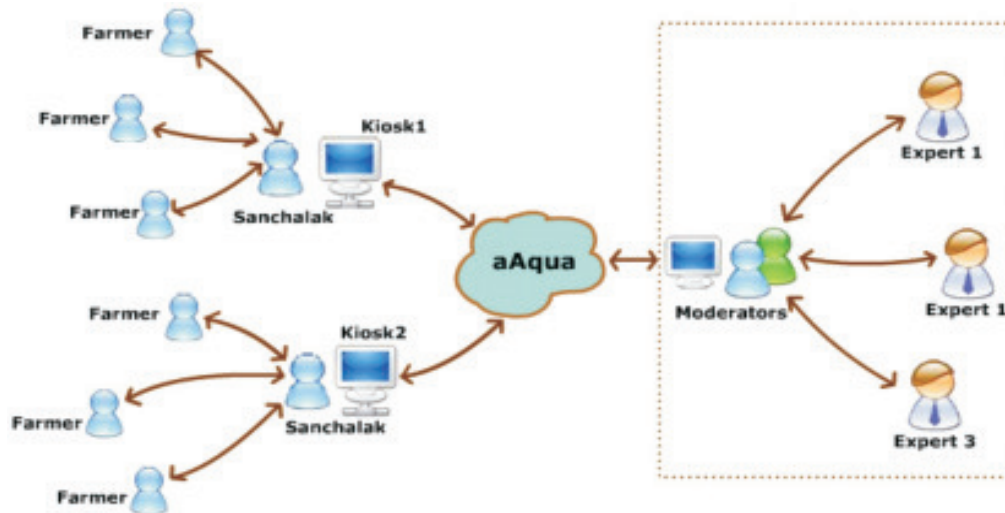 Farmer
Farmer
Farmer
Kiosk1
Sanchalak
Farmer
Farmer
Farmer
Kiosk2
Sanchalak
aAqua
Moderators
Expert 1
Expert 1
Expert 3